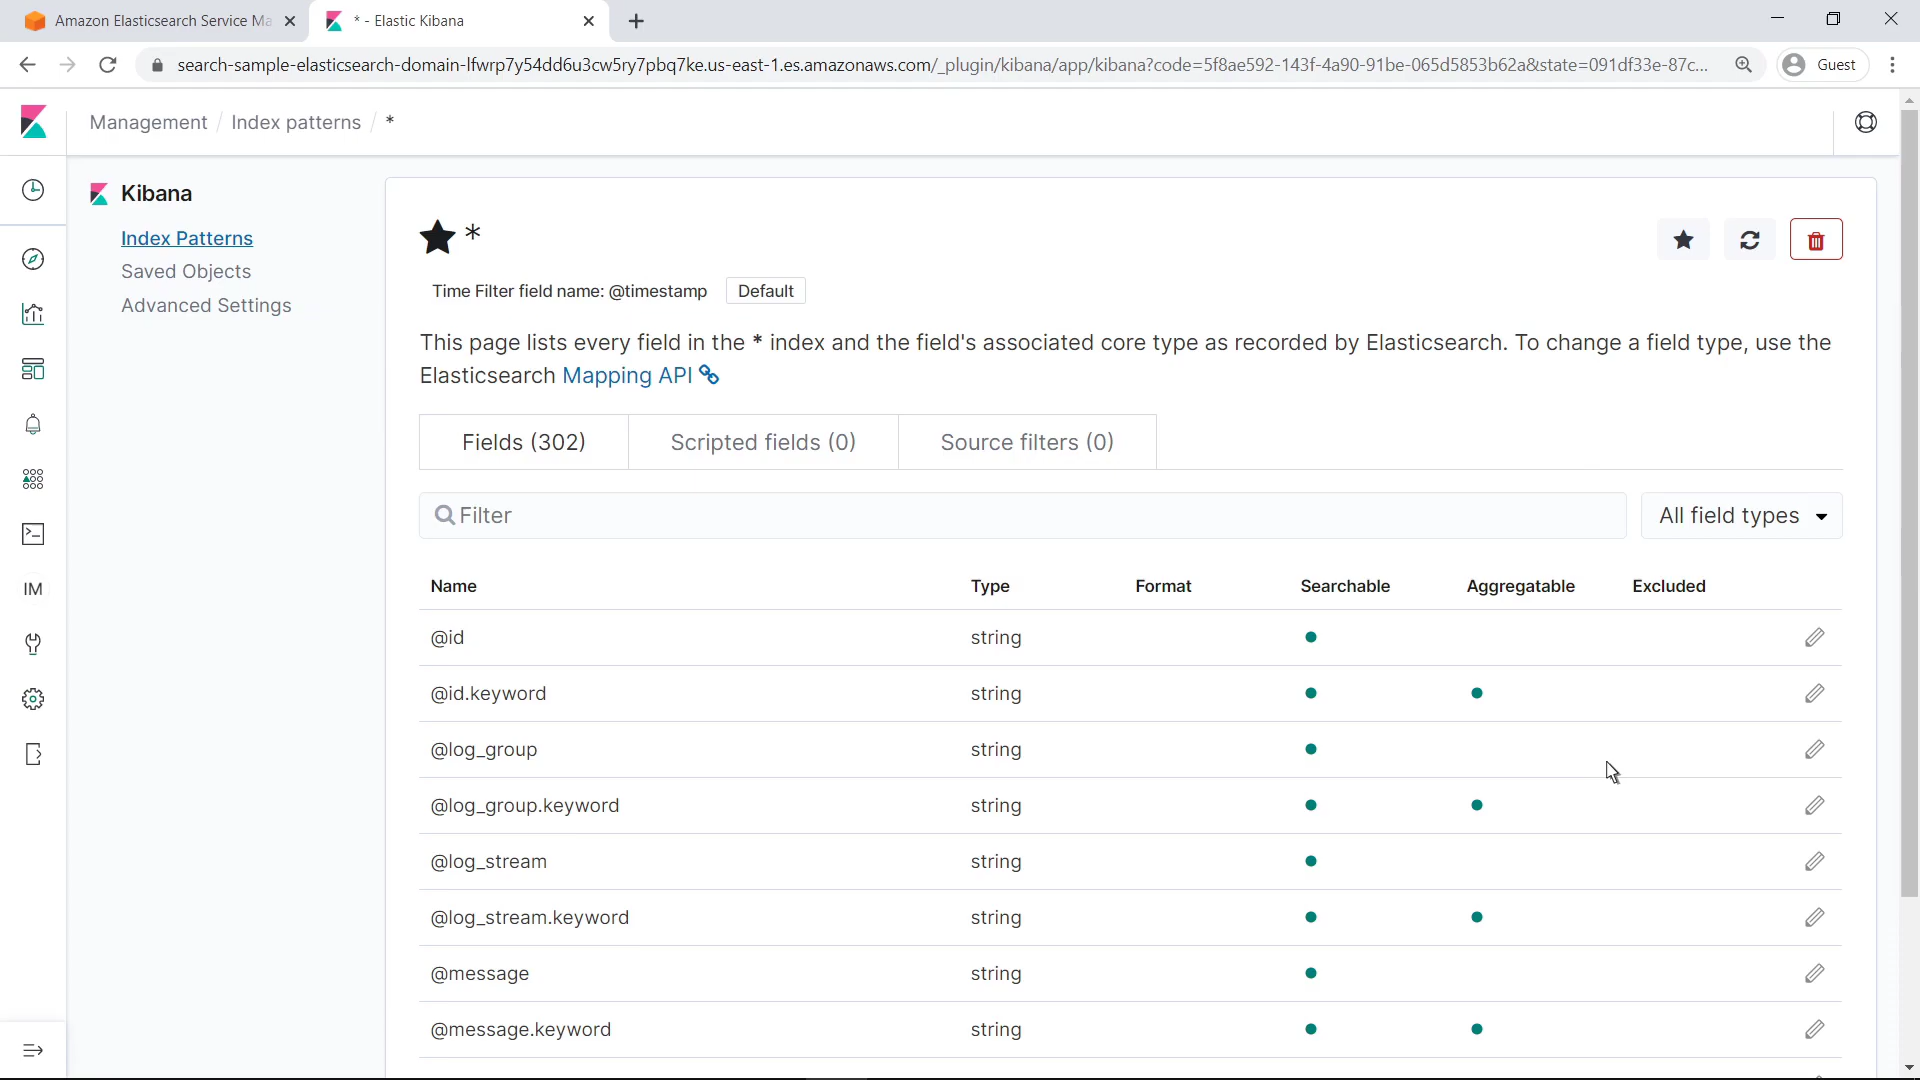 Amazon Elasticsearch Service Ma
* - Elastic Kibana
search-sample-elasticsearch-domain-lfwrp7y54dd6u3cw5ry7pbq7ke.us-east-1.es.amazonaws.com/_plugin/kibana/app/kibana?code=5f8ae592-143f-4a90-91be-065d5853b62a&state=091df33e-87c...
Guest
Management / Index patterns / *
Kibana
Index Patterns
Saved Objects
Advanced Settings
IM
*
Time Filter field name: @timestamp Default
This page lists every field in the * index and the field's associated core type as recorded by Elasticsearch. To change a field type, use the
Elasticsearch Mapping API
Fields (302) Scripted fields (0) Source filters (0)
Filter All field types
Name Type Format Searchable Aggregatable Excluded
@id string
@id.keyword string
@log_group string
@log_group.keyword string
@log_stream string
@log_stream.keyword string
@message string
@message.keyword string